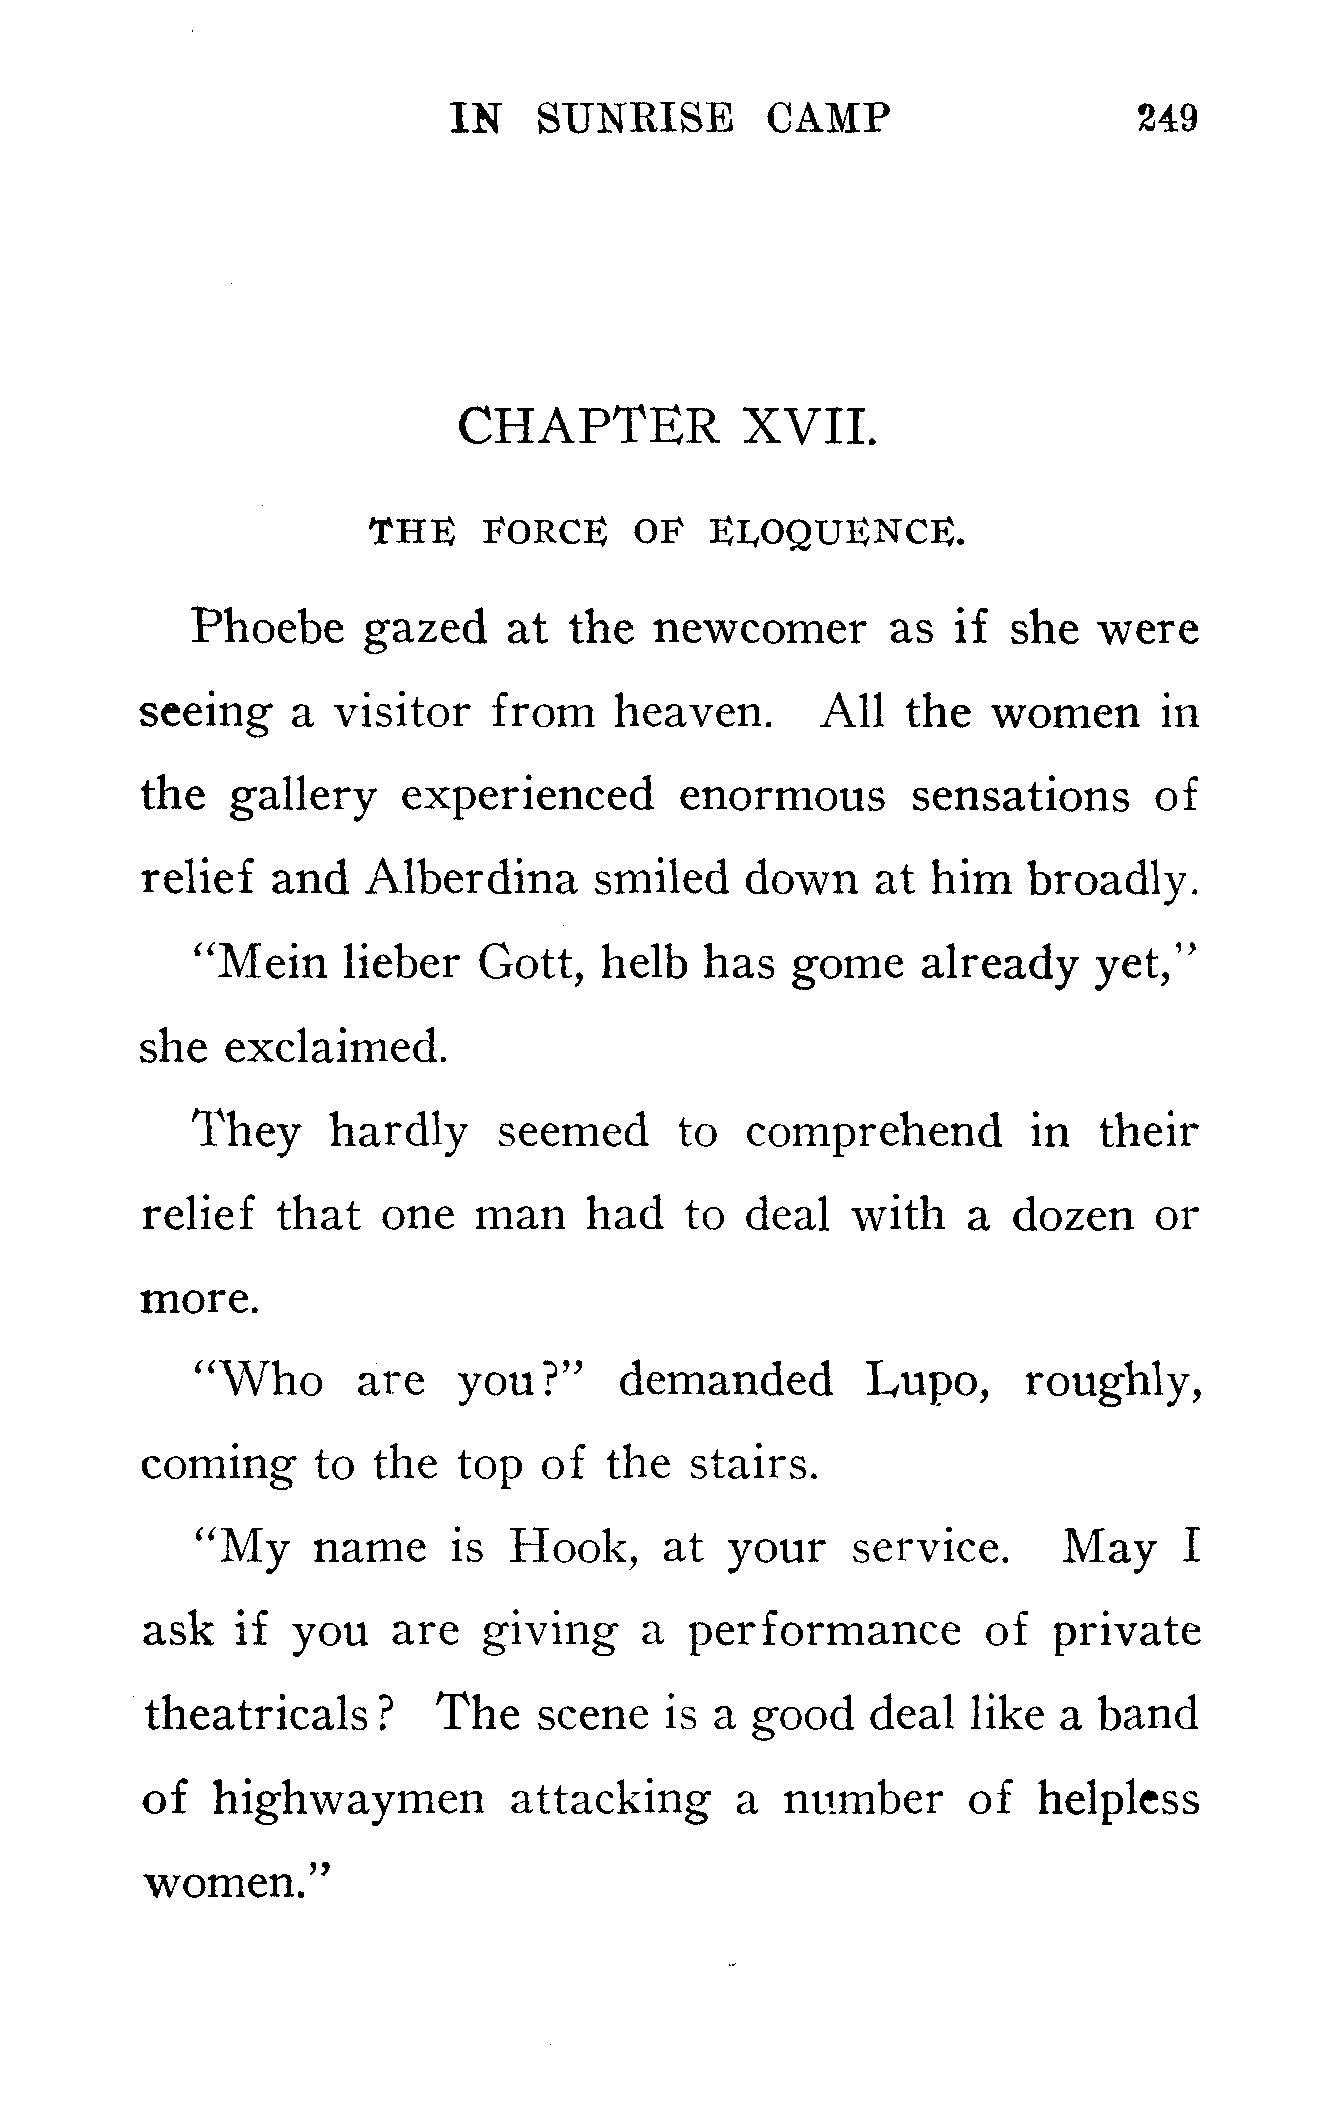 IN SUNRISE CAMP 249
CHAPTER XVII.
THE FORCE OF ELOQUENCE.
Phoebe gazed at the newcomer as if she were
seeing a visitor from heaven. All the women in
the gallery experienced enormous sensations of
relief and Alberdina smiled down at him broadly.
"Mein lieber Gott, helb has gome already yet,"
she exclaimed.
They hardly seemed to comprehend in their
relief that one man had to deal with a dozen or
more.
"Who are you?" demanded Lupo, roughly,
coming to the top of the stairs.
"My name is Hook, at your service. May I
ask if you are giving a performance of private
theatricals? The scene is a good deal like a band
of highwaymen attacking a number of helpless
women."